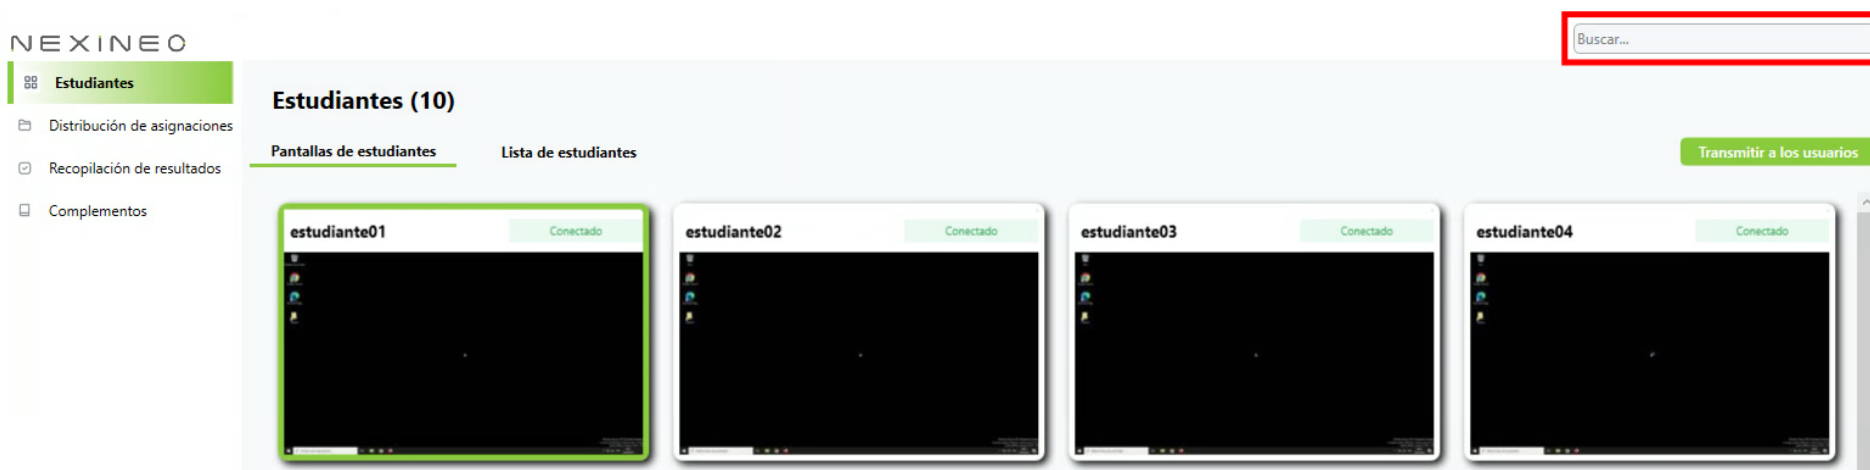 NEXINEO
Buscar...
Estudiantes
Distribución de asignaciones
Recopilación de resultados
Complementos
Estudiantes (10)
Pantallas de estudiantes
Lista de estudiantes
Transmitir a los usuarios
estudiante01
Conectado
estudiante02
Conectado
estudiante03
Conectado
estudiante04
Conectado